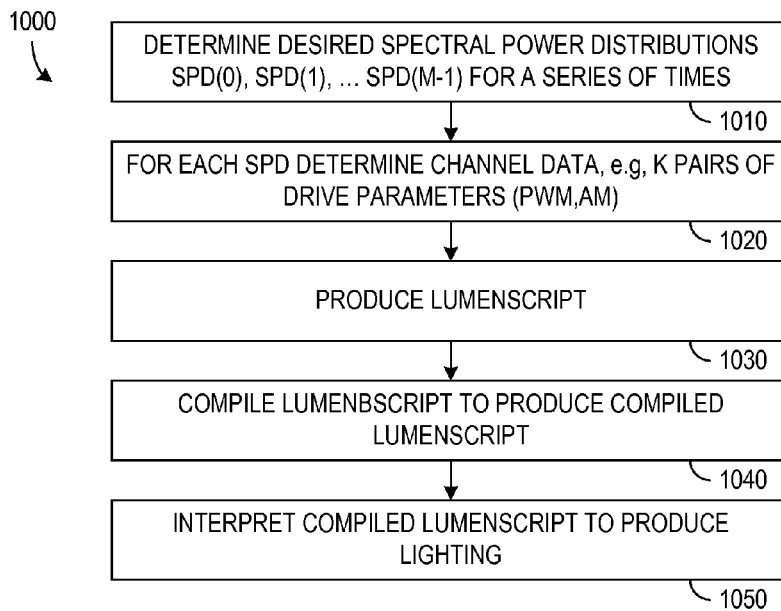 1000
DETERMINE DESIRED SPECTRAL POWER DISTRIBUTIONS
SPD(0), SPD(1), ... SPD(M-1) FOR A SERIES OF TIMES
1010
FOR EACH SPD DETERMINE CHANNEL DATA, e.g, K PAIRS OF
DRIVE PARAMETERS (PWM,AM)
1020
PRODUCE LUMENSCRIPT
1030
COMPILE LUMENBSCRIPT TO PRODUCE COMPILED
LUMENSCRIPT
1040
INTERPRET COMPILED LUMENSCRIPT TO PRODUCE
LIGHTING
1050